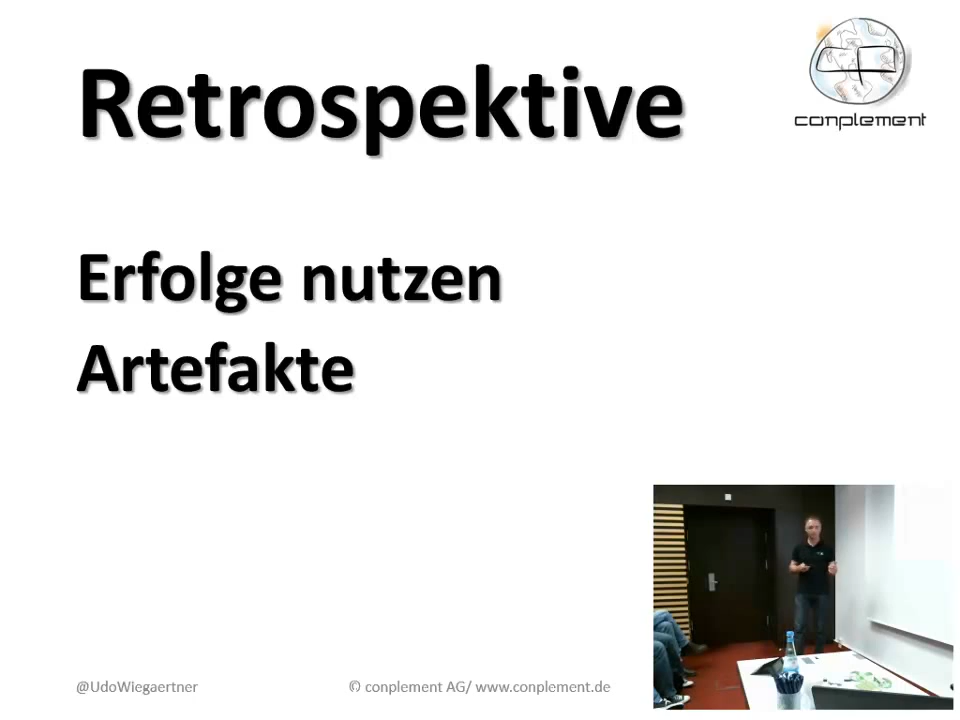 Retrospektive
conplement
Erfolge nutzen
Artefakte
@UdoWiegaertner
© conplement AG/ www.conplement.de